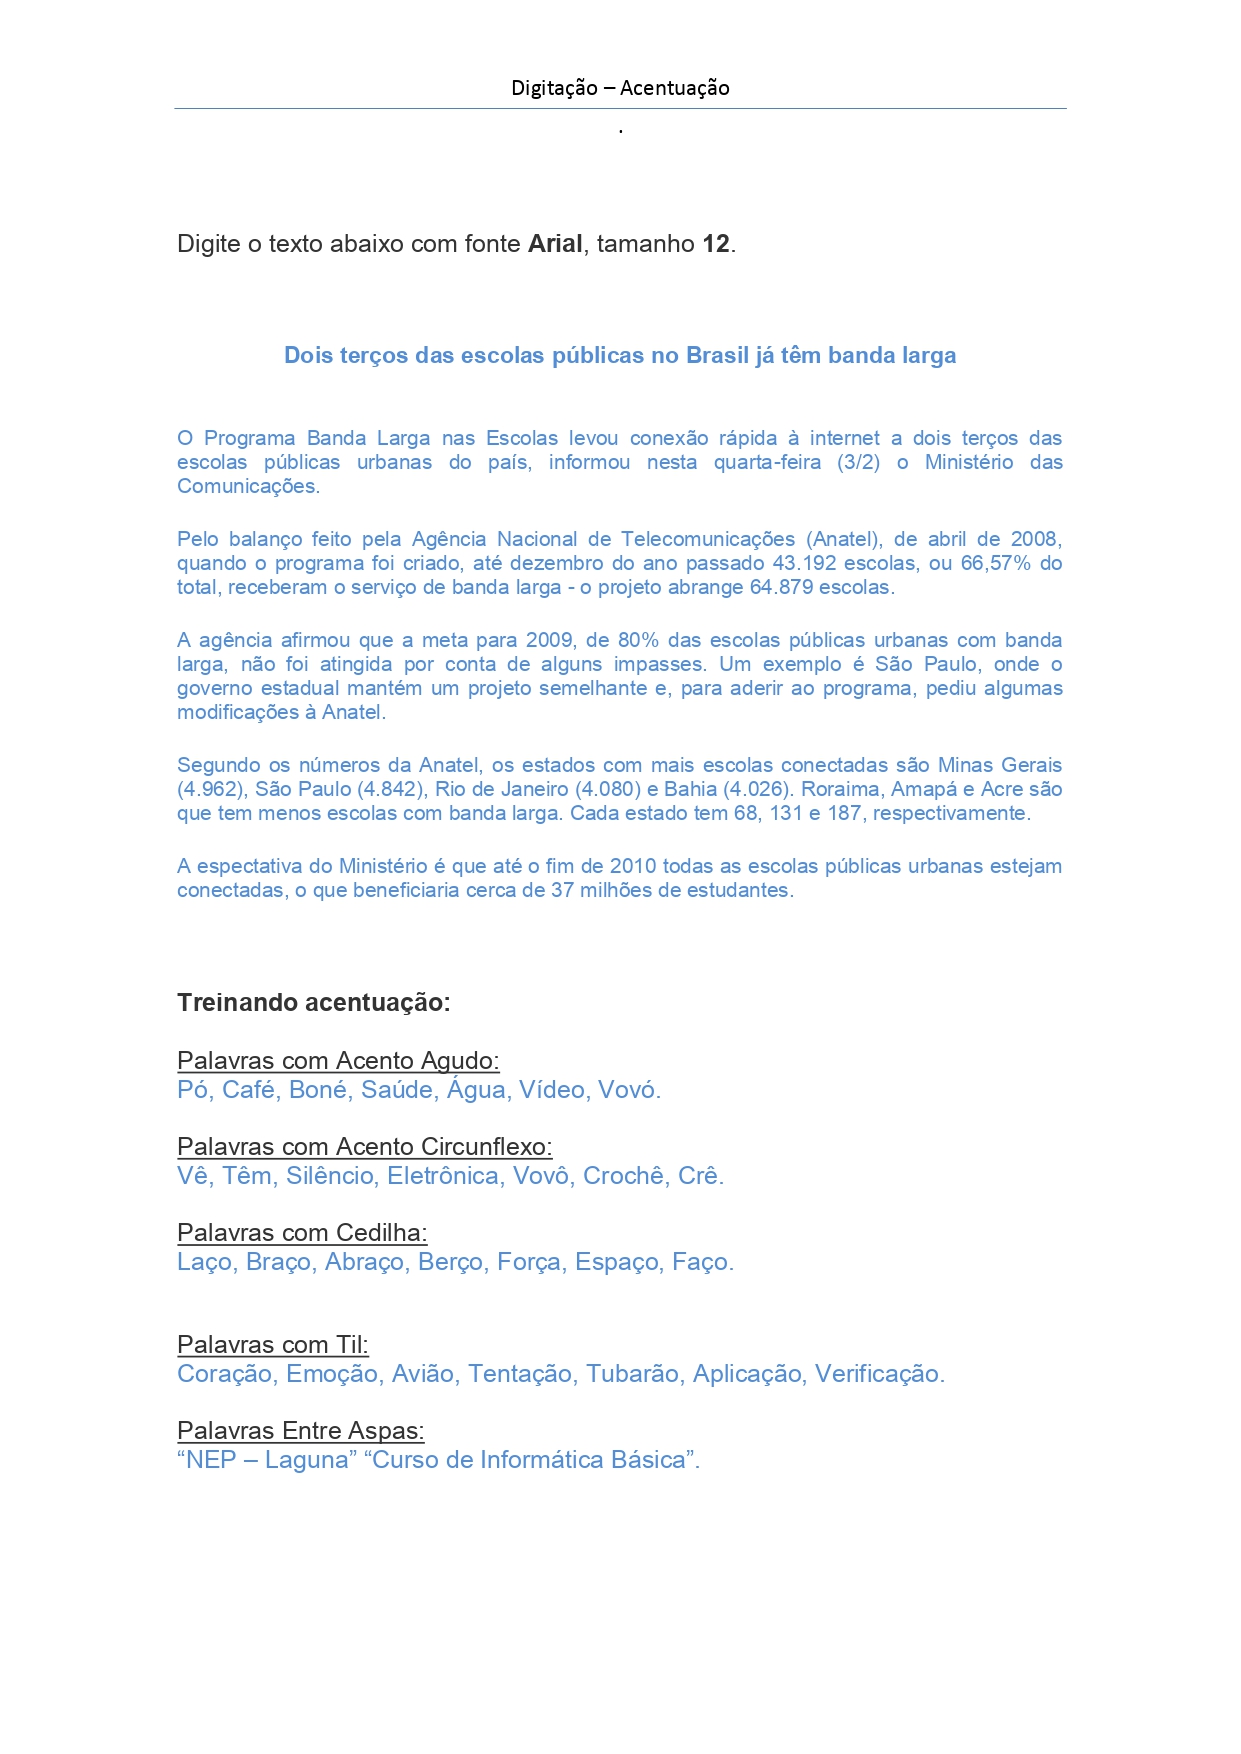 Digitação – Acentuação
.
Digite o texto abaixo com fonte Arial, tamanho 12.
Dois terços das escolas públicas no Brasil já têm banda larga
O Programa Banda Larga nas Escolas levou conexão rápida à internet a dois terços das
escolas públicas urbanas do país, informou nesta quarta-feira (3/2) o Ministério das
Comunicações.
Pelo balanço feito pela Agência Nacional de Telecomunicações (Anatel), de abril de 2008,
quando o programa foi criado, até dezembro do ano passado 43.192 escolas, ou 66,57% do
total, receberam o serviço de banda larga - o projeto abrange 64.879 escolas.
A agência afirmou que a meta para 2009, de 80% das escolas públicas urbanas com banda
larga, não foi atingida por conta de alguns impasses. Um exemplo é São Paulo, onde o
governo estadual mantém um projeto semelhante e, para aderir ao programa, pediu algumas
modificações à Anatel.
Segundo os números da Anatel, os estados com mais escolas conectadas são Minas Gerais
(4.962), São Paulo (4.842), Rio de Janeiro (4.080) e Bahia (4.026). Roraima, Amapá e Acre são
que tem menos escolas com banda larga. Cada estado tem 68, 131 e 187, respectivamente.
A espectativa do Ministério é que até o fim de 2010 todas as escolas públicas urbanas estejam
conectadas, o que beneficiaria cerca de 37 milhões de estudantes.
Treinando acentuação:
Palavras com Acento Agudo:
Pó, Café, Boné, Saúde, Água, Vídeo, Vovó.
Palavras com Acento Circunflexo:
Vê, Têm, Silêncio, Eletrônica, Vovô, Crochê, Crê.
Palavras com Cedilha:
Laço, Braço, Abraço, Berço, Força, Espaço, Faço.
Palavras com Til:
Coração, Emoção, Avião, Tentação, Tubarão, Aplicação, Verificação.
Palavras Entre Aspas:
“NEP – Laguna” “Curso de Informática Básica”.